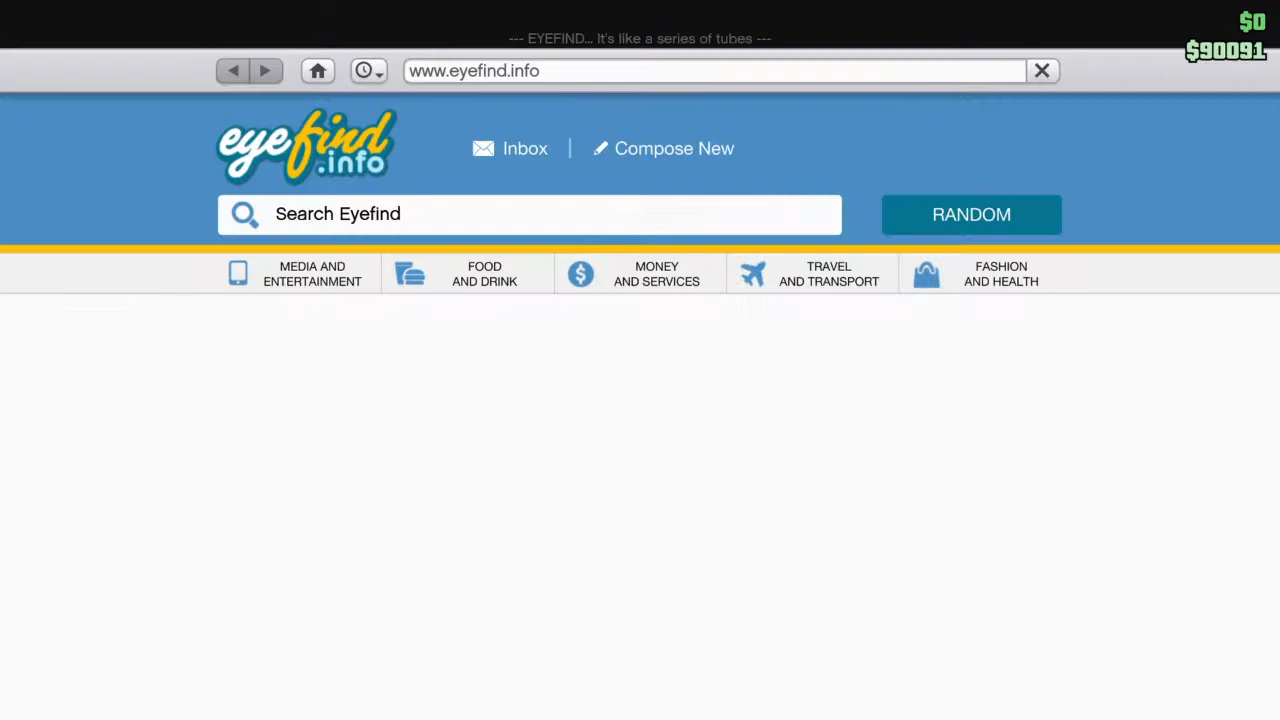 $0
--- EYEFIND... It's like a series of tubes ---
$90091
www.eyefind.info
eyefind
.info
Inbox
Compose New
Search Eyefind
RANDOM
MEDIA AND
ENTERTAINMENT
FOOD
AND DRINK
MONEY
AND SERVICES
TRAVEL
AND TRANSPORT
FASHION
AND HEALTH